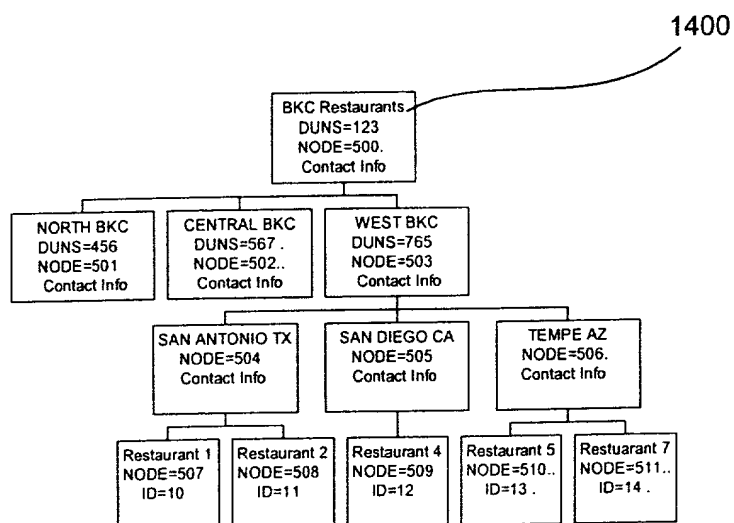 1400
BKC Restaurants
DUNS=123
NODE=500.
Contact Info
NORTH BKC
DUNS=456
NODE=501
Contact Info
CENTRAL BKC
DUNS=567 .
NODE=502..
Contact Info
WEST BKC
DUNS=765
NODE=503
Contact Info
SAN ANTONIO TX
NODE=504
Contact Info
SAN DIEGO CA
NODE=505
Contact Info
TEMPE AZ
NODE=506.
Contact Info
Restaurant 1
NODE=507
ID=10
Restaurant 2
NODE=508
ID=11
Restaurant 4
NODE=509
ID=12
Restaurant 5
NODE=510..
ID=13 .
Restuarant 7
NODE=511..
ID=14 .